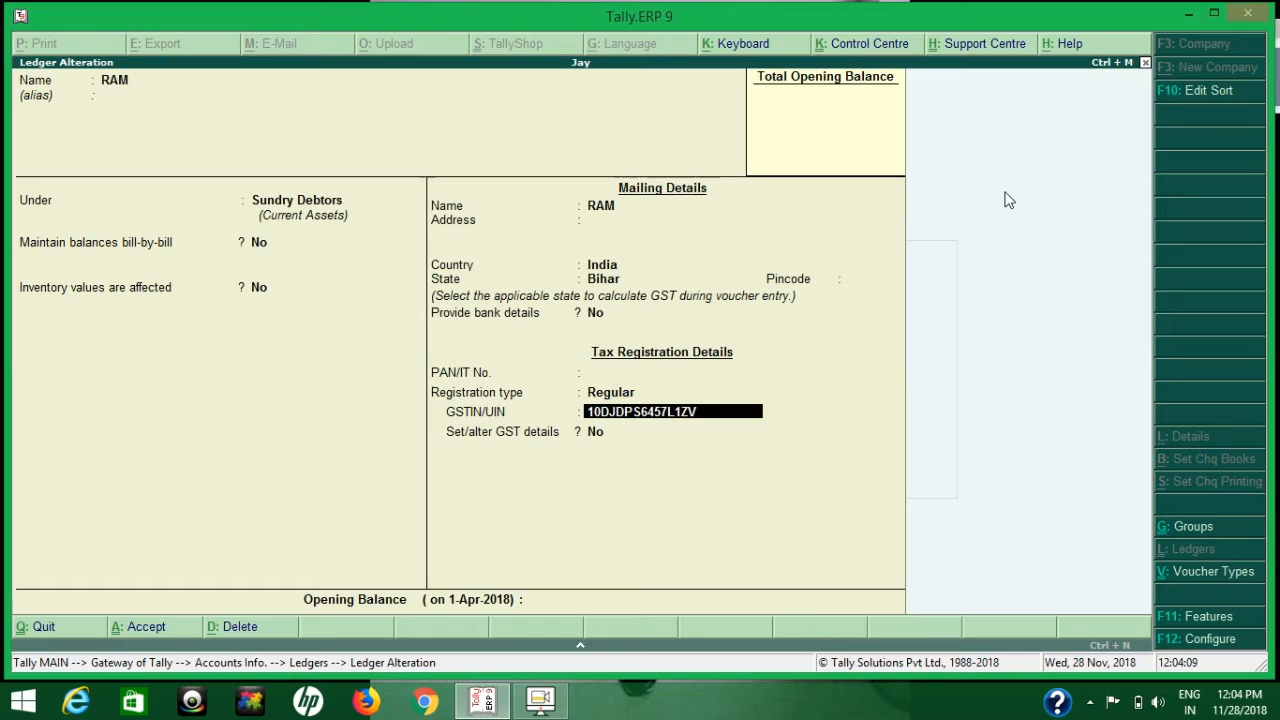 Tally.ERP 9
P: Print E: Export M: E-Mail O: Upload S: TallyShop G: Language K: Keyboard K: Control Centre H: Support Centre H: Help
Ledger Alteration Jay Ctrl + M
Name : RAM
(alias) :
Total Opening Balance
Under : Sundry Debtors
(Current Assets)
Maintain balances bill-by-bill ? No
Inventory values are affected ? No
Mailing Details
Name : RAM
Address :
Country : India
State : Bihar Pincode :
(Select the applicable state to calculate GST during voucher entry.)
Provide bank details ? No
Tax Registration Details
PAN/IT No. :
Registration type : Regular
GSTIN/UIN : 10DJDPS6457L1ZV
Set/alter GST details ? No
Opening Balance ( on 1-Apr-2018) :
F3: Company
F3: New Company
F10: Edit Sort
L: Details
B: Set Chq Books
S: Set Chq Printing
G: Groups
L: Ledgers
V: Voucher Types
F11: Features
F12: Configure
Q: Quit A: Accept D: Delete
Ctrl + N
Tally MAIN --> Gateway of Tally --> Accounts Info. --> Ledgers --> Ledger Alteration © Tally Solutions Pvt Ltd., 1988-2018 Wed, 28 Nov, 2018 12:04:09
hp
ERP 9
ENG
IN
12:04 PM
11/28/2018